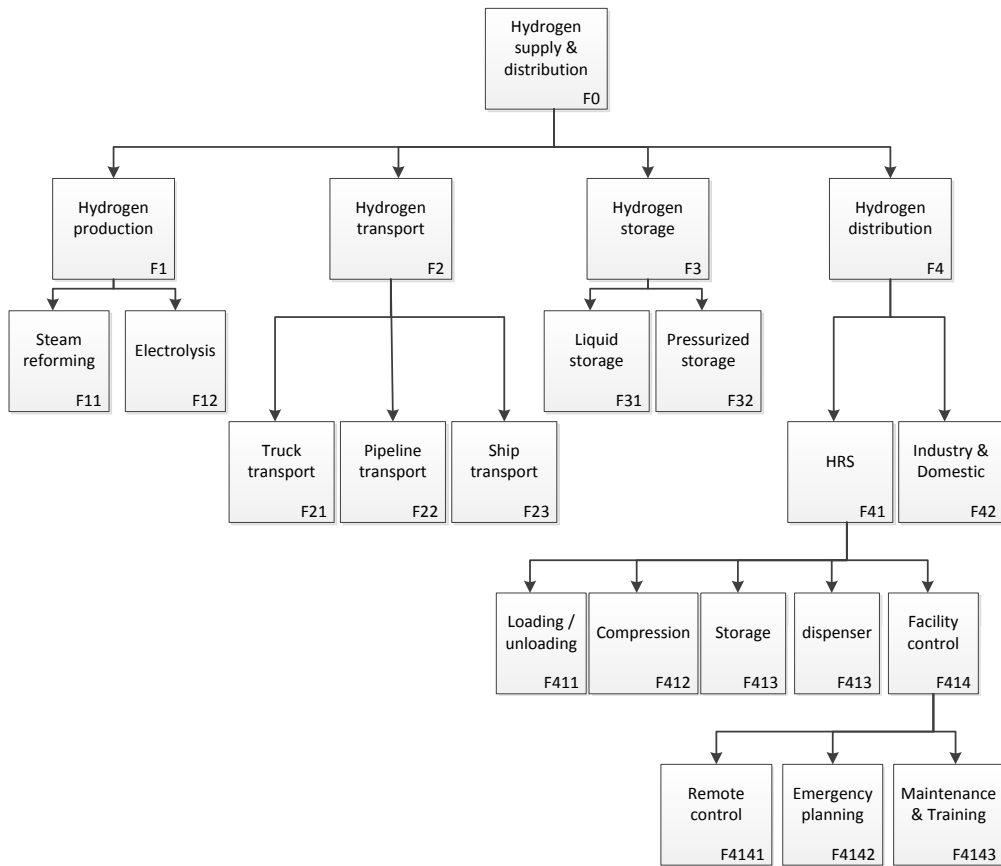 Hydrogen
supply &
distribution
F0
Hydrogen
production
F1
Hydrogen
transport
F2
Hydrogen
storage
F3
Hydrogen
distribution
F4
Steam
reforming
F11
Electrolysis
F12
Liquid
storage
F31
Pressurized
storage
F32
Truck
transport
F21
Pipeline
transport
F22
Ship
transport
F23
HRS
F41
Industry &
Domestic
F42
Loading /
unloading
F411
Compression
F412
Storage
F413
dispenser
F413
Facility
control
F414
Remote
control
F4141
Emergency
planning
F4142
Maintenance
& Training
F4143